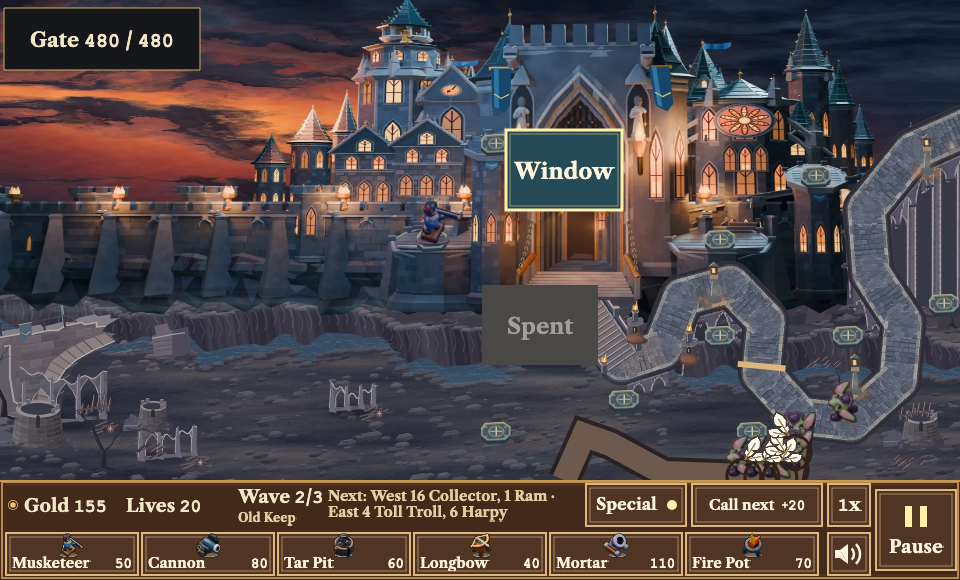 Gate 480 / 480
Window
Spent
Gold 155
Lives 20
Wave 2/3
Old Keep
Next: West 16 Collector, 1 Ram ·
East 4 Toll Troll, 6 Harpy
Special
Call next +20
1x
Pause
Musketeer 50
Cannon 80
Tar Pit 60
Longbow 40
Mortar 110
Fire Pot 70